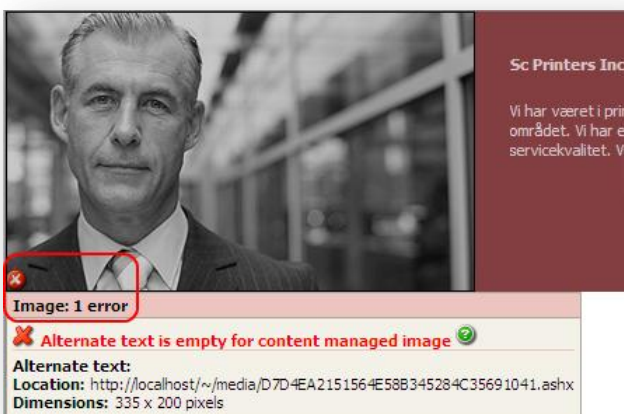 Sc Printers Inc
Vi har været i
området. Vi har
servicekvalitet.
Image: 1 error
Alternate text is empty for content managed image
Alternate text:
Location: http://localhost/~/media/D7D4EA2151564E58B345284C35691041.ashx
Dimensions: 335 x 200 pixels